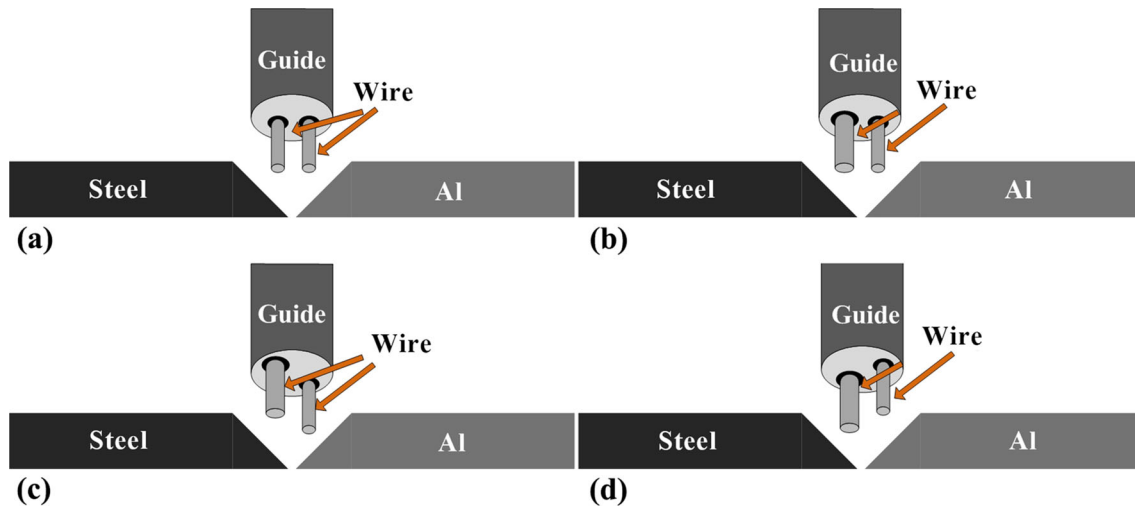 Guide
Wire
Steel
Al
(a)
Guide
Wire
Steel
Al
(b)
Guide
Wire
Steel
Al
(c)
Guide
Wire
Steel
Al
(d)